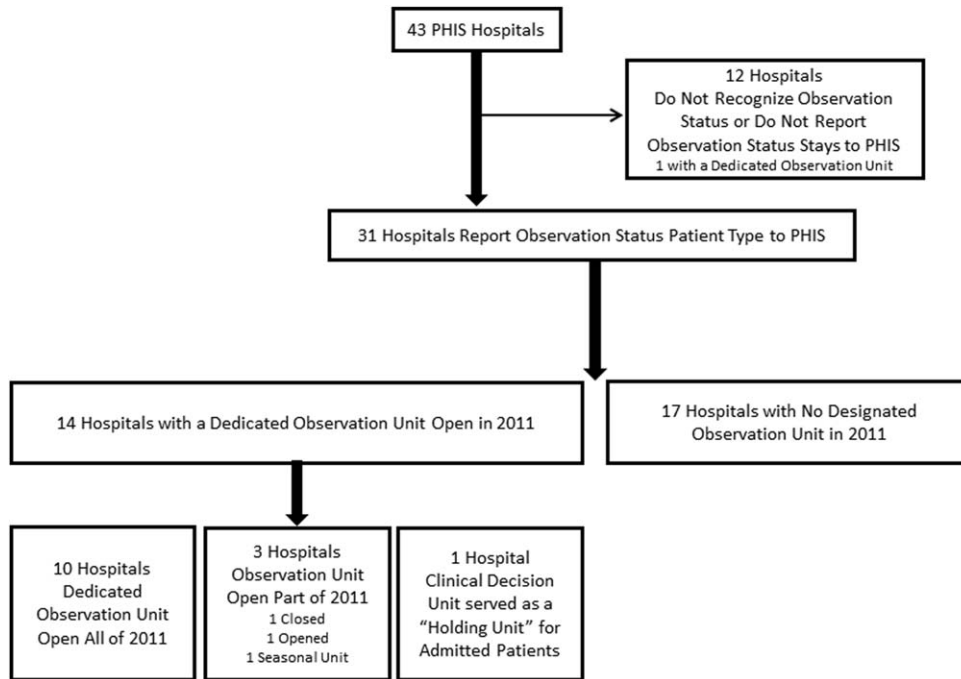 43 PHIS Hospitals
12 Hospitals
Do Not Recognize Observation
Status or Do Not Report
Observation Status Stays to PHIS
1 with a Dedicated Observation Unit
31 Hospitals Report Observation Status Patient Type to PHIS
14 Hospitals with a Dedicated Observation Unit Open in 2011
17 Hospitals with No Designated
Observation Unit in 2011
10 Hospitals
Dedicated
Observation Unit
Open All of 2011
3 Hospitals
Observation Unit
Open Part of 2011
1 Closed
1 Opened
1 Seasonal Unit
1 Hospital
Clinical Decision
Unit served as a
“Holding Unit” for
Admitted Patients